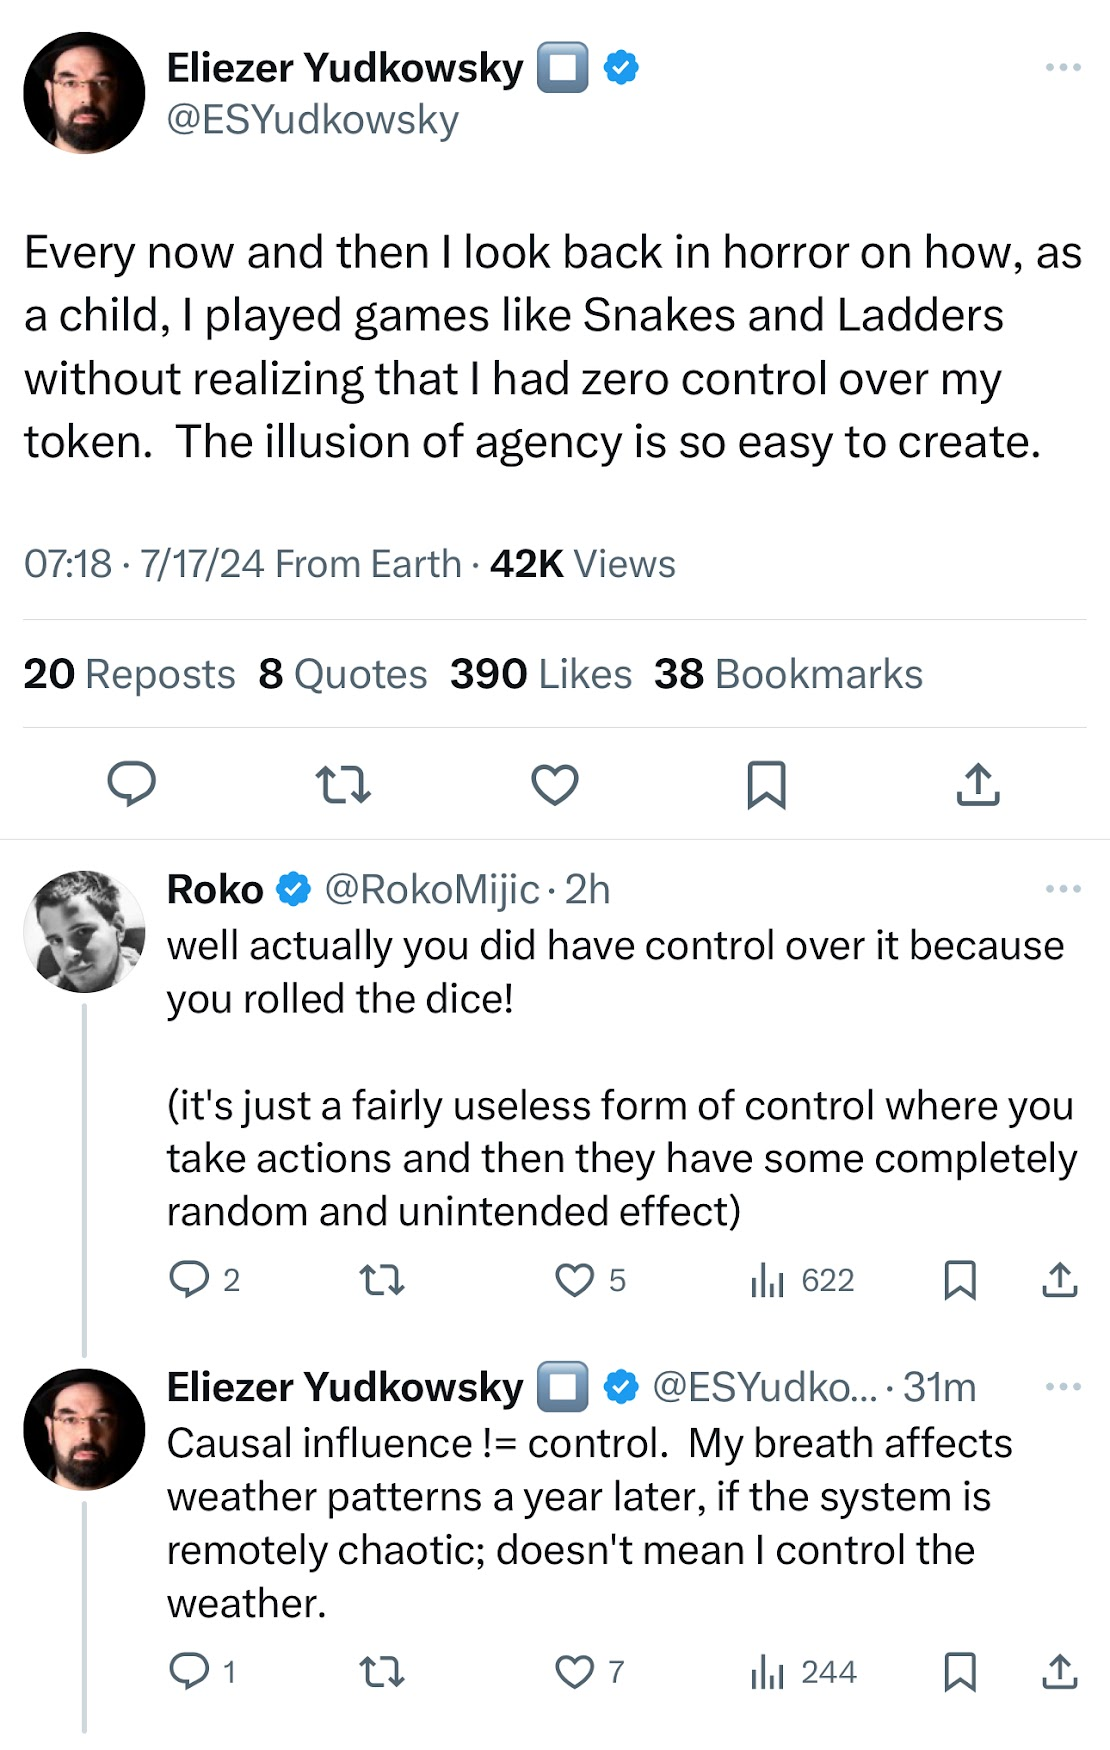 Eliezer Yudkowsky
@ESYudkowsky
Every now and then I look back in horror on how, as
a child, I played games like Snakes and Ladders
without realizing that I had zero control over my
token.  The illusion of agency is so easy to create.
07:18 · 7/17/24 From Earth · 42K Views
20 Reposts 8 Quotes 390 Likes 38 Bookmarks
Roko @RokoMijic · 2h
well actually you did have control over it because
you rolled the dice!
(it's just a fairly useless form of control where you
take actions and then they have some completely
random and unintended effect)
2 5 622
Eliezer Yudkowsky @ESYudko... · 31m
Causal influence != control.  My breath affects
weather patterns a year later, if the system is
remotely chaotic; doesn't mean I control the
weather.
1 7 244